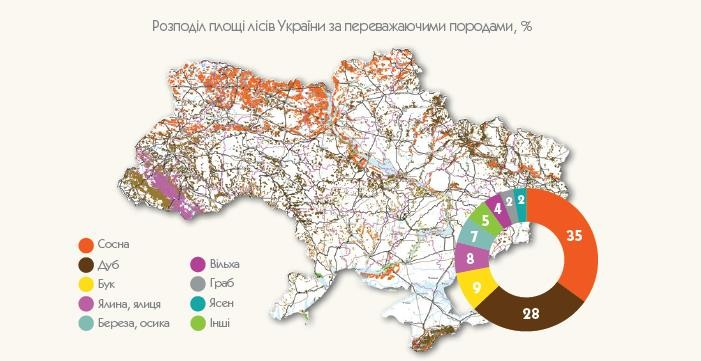 Розподіл площі лісів України за переважаючими породами, %
Сосна
Дуб
Бук
Ялина, ялиця
Береза, осика
Вільха
Граб
Ясен
Інші
35
28
9
8
7
5
4
2
2